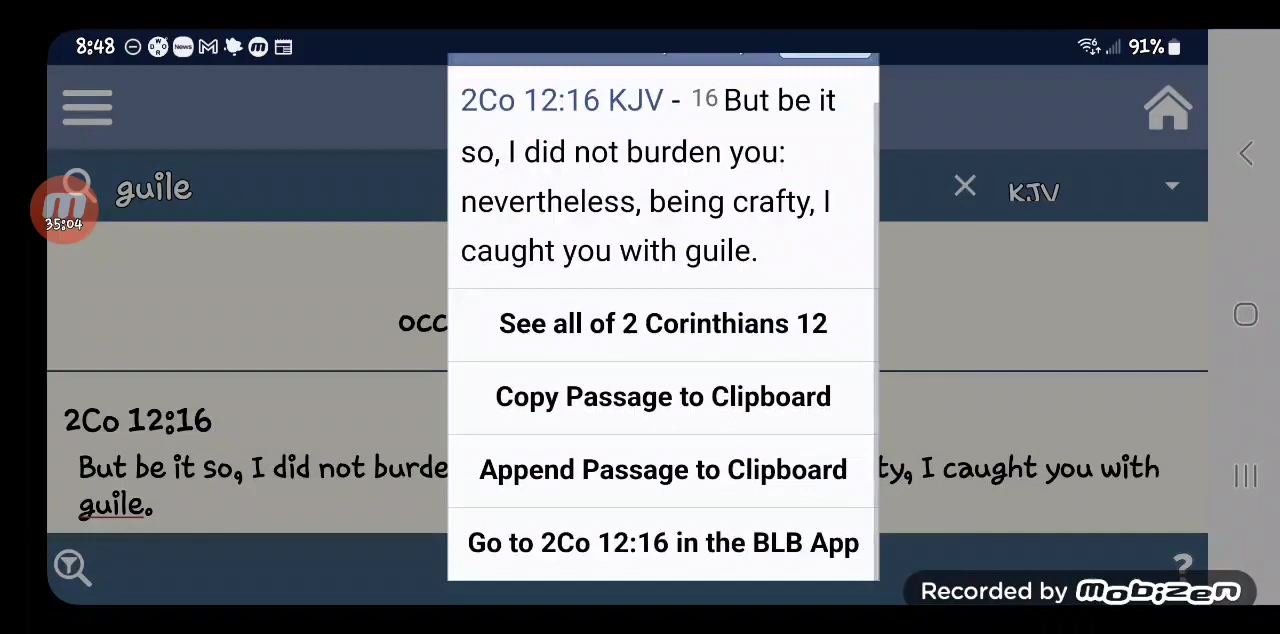 8:48
News
91%
2Co 12:16 KJV - 16 But be it
so, I did not burden you:
nevertheless, being crafty, I
caught you with guile.
guile
KJV
35:04
occ
See all of 2 Corinthians 12
Copy Passage to Clipboard
Append Passage to Clipboard
Go to 2Co 12:16 in the BLB App
2Co 12:16
But be it so, I did not burde ty, I caught you with
guile.
?
Recorded by mobizen